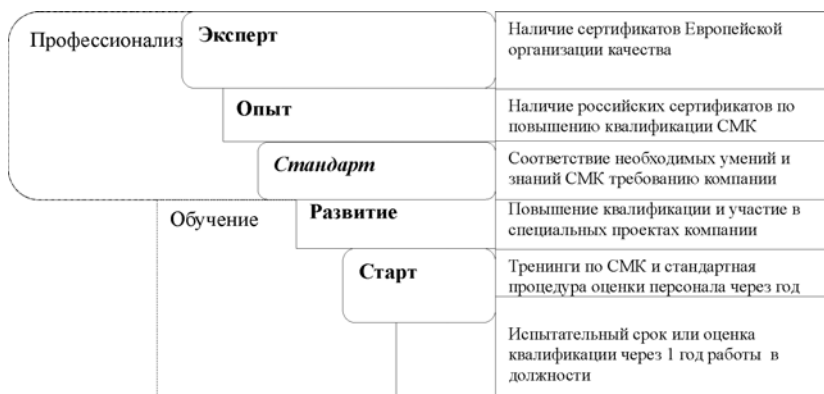 Профессионализ
Эксперт
Наличие сертификатов Европейской
организации качества
Опыт
Наличие российских сертификатов по
повышению квалификации СМК
Стандарт
Соответствие необходимых умений и
знаний СМК требованию компании
Обучение
Развитие
Повышение квалификации и участие в
специальных проектах компании
Старт
Тренинги по СМК и стандартная
процедура оценки персонала через год
Испытательный срок или оценка
квалификации через 1 год работы в
должности